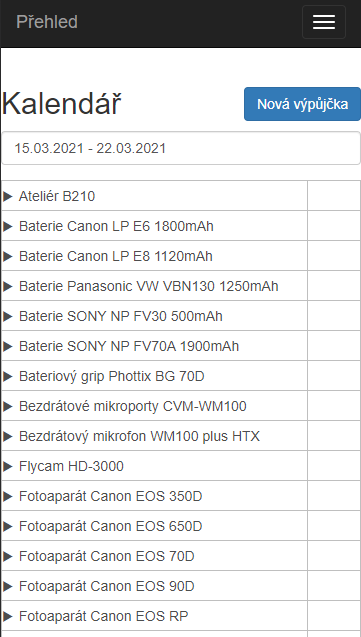 Přehled
Kalendář
Nová výpůjčka
15.03.2021 - 22.03.2021
Ateliér B210
Baterie Canon LP E6 1800mAh
Baterie Canon LP E8 1120mAh
Baterie Panasonic VW VBN130 1250mAh
Baterie SONY NP FV30 500mAh
Baterie SONY NP FV70A 1900mAh
Bateriový grip Phottix BG 70D
Bezdrátové mikroporty CVM-WM100
Bezdrátový mikrofon WM100 plus HTX
Flycam HD-3000
Fotoaparát Canon EOS 350D
Fotoaparát Canon EOS 650D
Fotoaparát Canon EOS 70D
Fotoaparát Canon EOS 90D
Fotoaparát Canon EOS RP